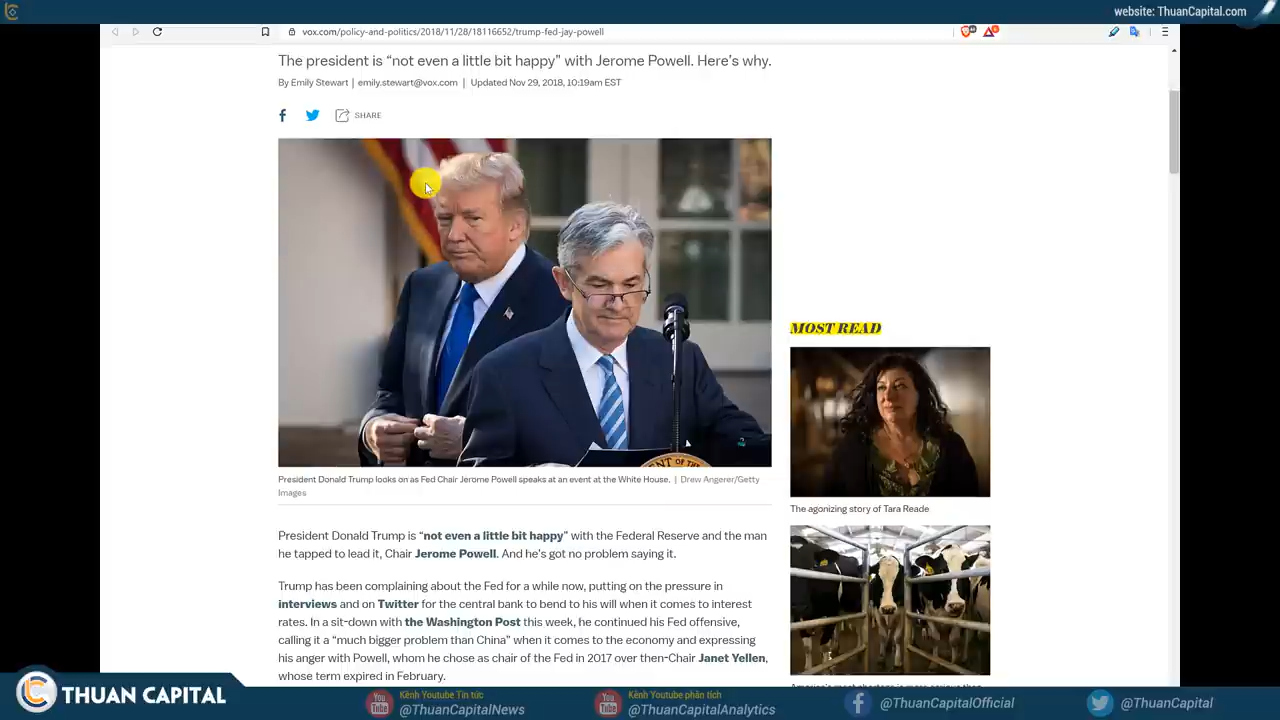 website: ThuanCapital.com
vox.com/policy-and-politics/2018/11/28/18116652/trump-fed-jay-powell
The president is “not even a little bit happy” with Jerome Powell. Here’s why.
By Emily Stewart | emily.stewart@vox.com | Updated Nov 29, 2018, 10:19am EST
SHARE
MOST READ
President Donald Trump looks on as Fed Chair Jerome Powell speaks at an event at the White House. | Drew Angerer/Getty
Images
The agonizing story of Tara Reade
President Donald Trump is “not even a little bit happy” with the Federal Reserve and the man
he tapped to lead it, Chair Jerome Powell. And he’s got no problem saying it.
Trump has been complaining about the Fed for a while now, putting on the pressure in
interviews and on Twitter for the central bank to bend to his will when it comes to interest
rates. In a sit-down with the Washington Post this week, he continued his Fed offensive,
calling it a “much bigger problem than China” when it comes to the economy and expressing
his anger with Powell, whom he chose as chair of the Fed in 2017 over then-Chair Janet Yellen,
whose term expired in February.
THUAN CAPITAL
Kênh Youtube Tin tức
@ThuanCapitalNews
Kênh Youtube phân tích
@ThuanCapitalAnalytics
@ThuanCapitalOfficial
@ThuanCapital